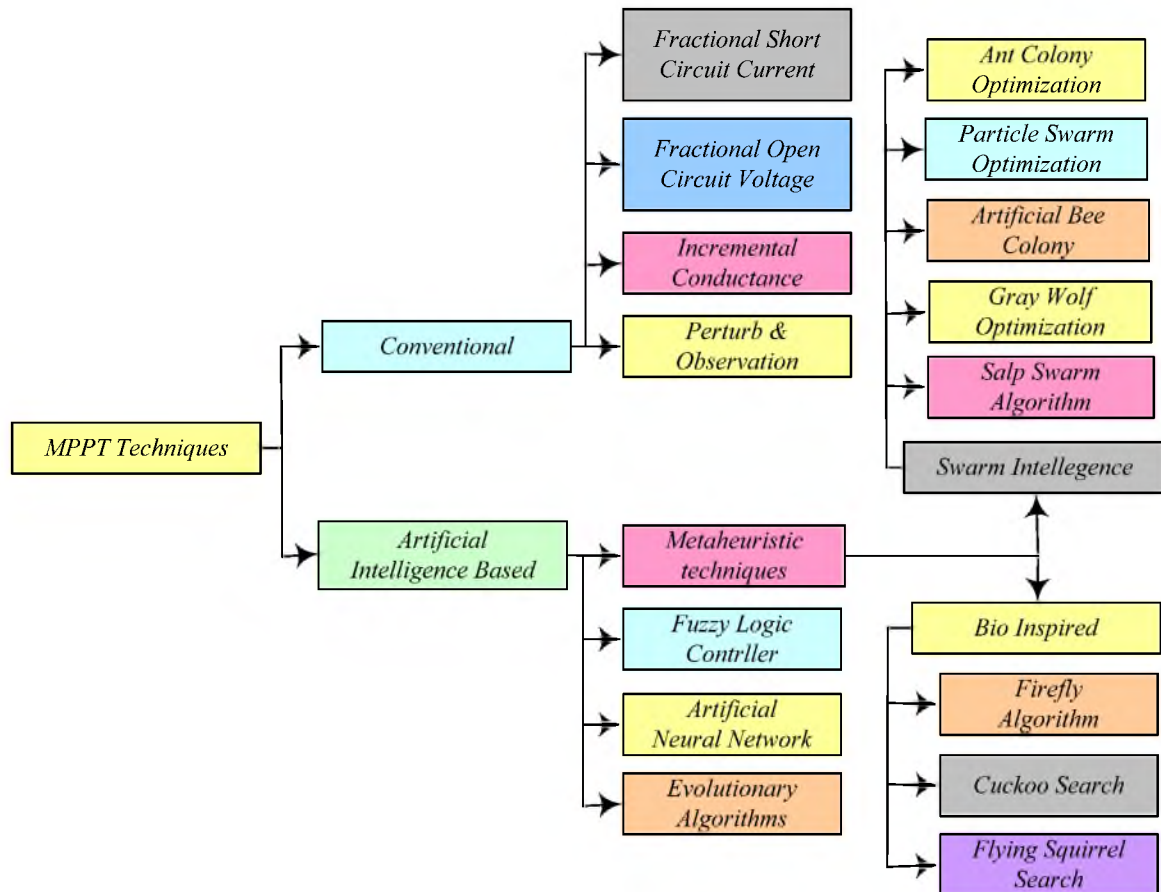 MPPT Techniques
Conventional
Fractional Short
Circuit Current
Fractional Open
Circuit Voltage
Incremental
Conductance
Perturb &
Observation
Artificial
Intelligence Based
Metaheuristic
techniques
Fuzzy Logic
Contrller
Artificial
Neural Network
Evolutionary
Algorithms
Ant Colony
Optimization
Particle Swarm
Optimization
Artificial Bee
Colony
Gray Wolf
Optimization
Salp Swarm
Algorithm
Swarm Intellegence
Bio Inspired
Firefly
Algorithm
Cuckoo Search
Flying Squirrel
Search